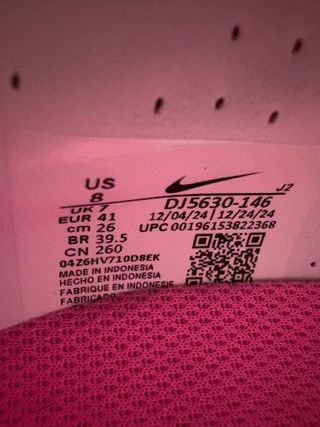 US
8
UK 7
EUR 41
cm 26
BR 39.5
CN 260
04Z6HV710D8EK
MADE IN INDONESIA
HECHO EN INDONESIA
FABRIQUE EN INDONESIE
FABRICADO
J2
DJ5630-146
12/04/24 | 12/24/24
UPC 00196153822368